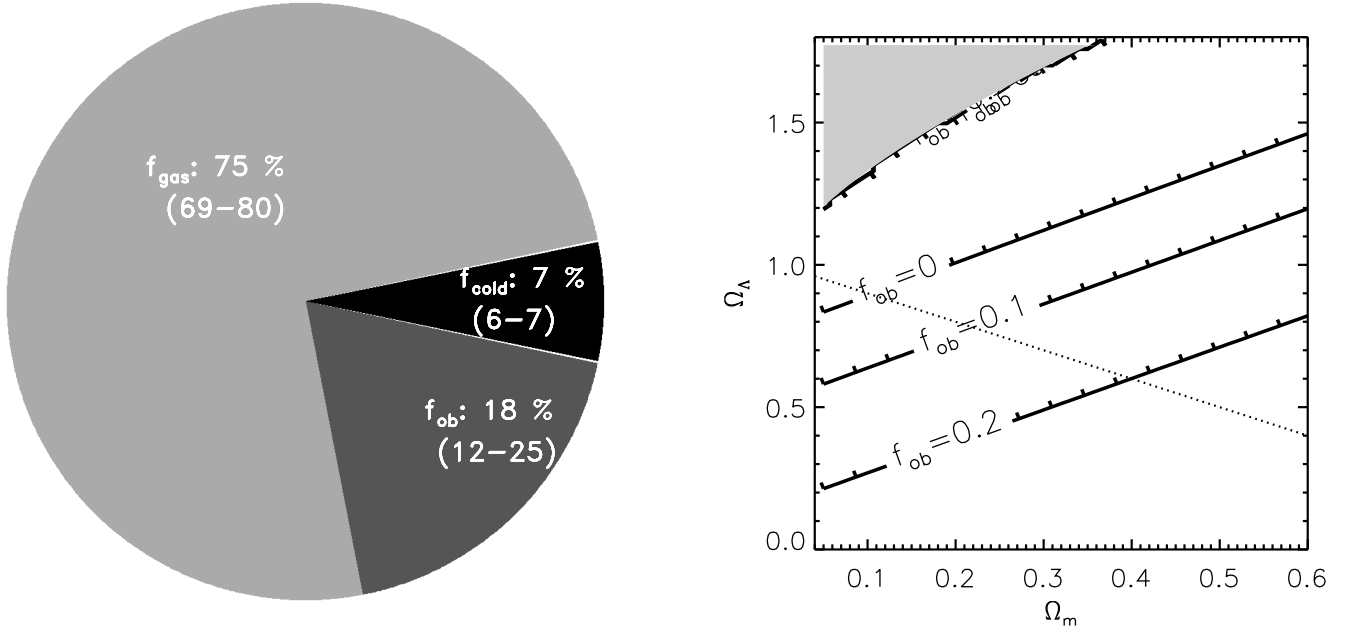 f_gas: 75 %
(69−80)
f_cold: 7 %
(6−7)
f_ob: 18 %
(12−25)
1.5
1.0
0.5
0.0
Ω_Λ
f_ob=0
f_ob=0.1
f_ob=0.2
0.1 0.2 0.3 0.4 0.5 0.6
Ω_m